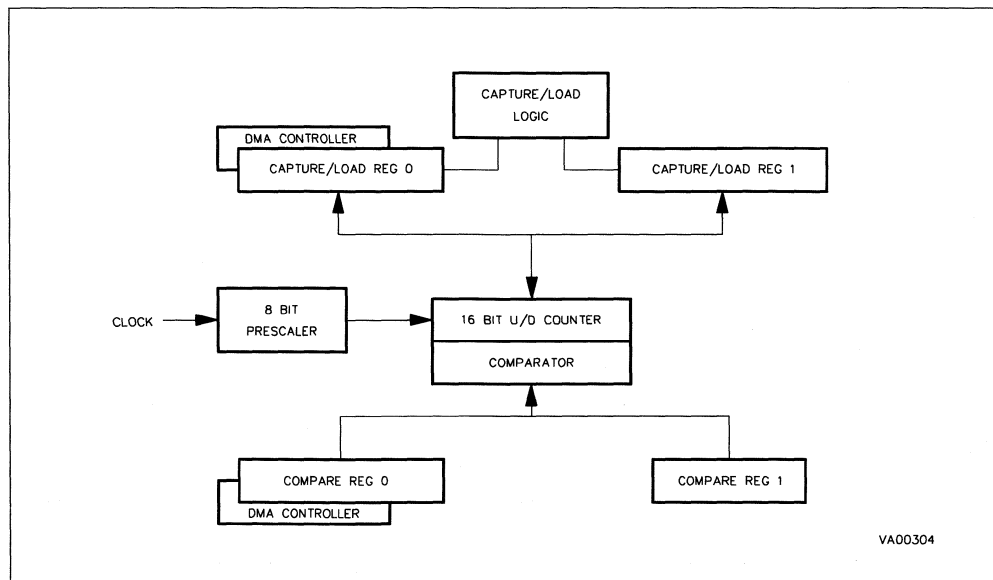 CAPTURE/LOAD
LOGIC
DMA CONTROLLER
CAPTURE/LOAD REG 0
CAPTURE/LOAD REG 1
CLOCK
8 BIT
PRESCALER
16 BIT U/D COUNTER
COMPARATOR
COMPARE REG 0
COMPARE REG 1
DMA CONTROLLER
VA00304